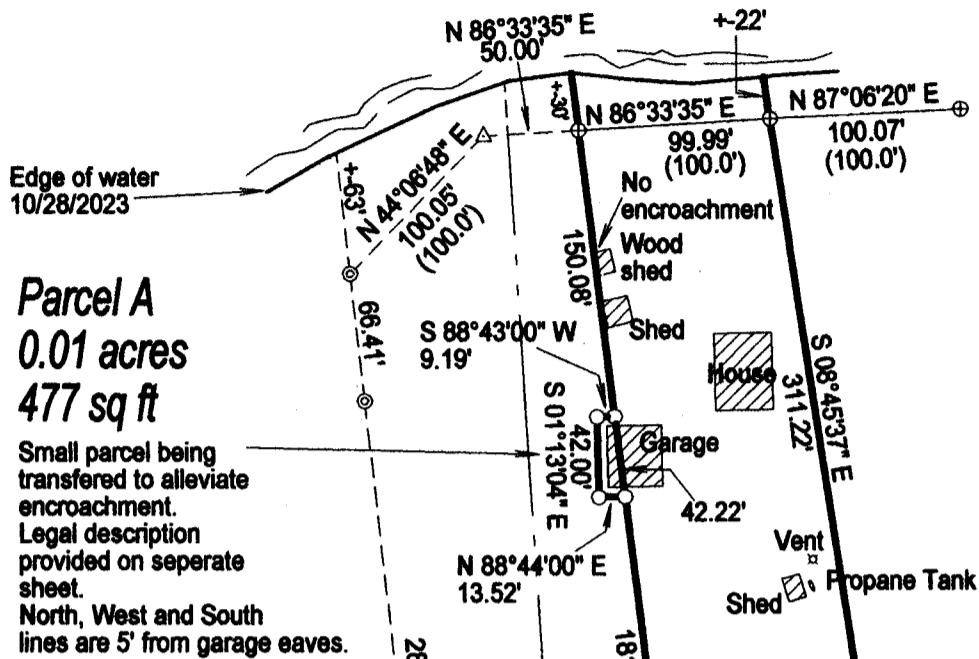 N 86°33'35" E
50.00'
+-22'
+-30'
N 86°33'35" E
99.99'
(100.0')
N 87°06'20" E
100.07'
(100.0')
Edge of water
10/28/2023
+-63'
N 44°06'48" E
100.05'
(100.0')
No
encroachment
Wood
shed
150.08'
Shed
66.41'
Parcel A
0.01 acres
477 sq ft
S 88°43'00" W
9.19'
House
S 08°45'37" E
311.22'
Small parcel being
transfered to alleviate
encroachment.
Legal description
provided on seperate
sheet.
North, West and South
lines are 5' from garage eaves.
S 01°13'04" E
42.00'
Garage
42.22'
N 88°44'00" E
13.52'
Vent
Propane Tank
Shed